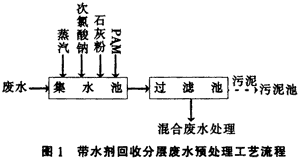 蒸汽
次氯酸钠
石灰粉
PAM
废水
集水池
过滤池
污泥
污泥池
混合废水处理
图1 带水剂回收分层废水预处理工艺流程